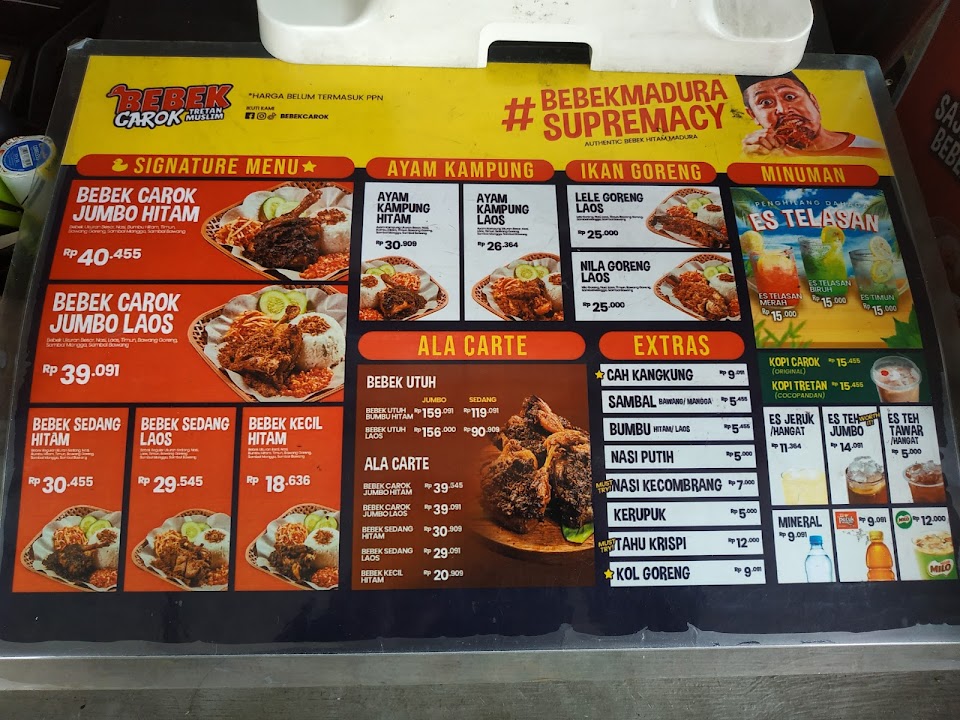 BEBEK
CAROK
TRETAN
MUSLIM
*HARGA BELUM TERMASUK PPN
IKUTI KAMI
BEBEKCAROK
# BEBEKMADURA
SUPREMACY
AUTHENTIC BEBEK HITAM MADURA
SIGNATURE MENU
BEBEK CAROK
JUMBO HITAM
Rp 40.455
BEBEK CAROK
JUMBO LAOS
Rp 39.091
BEBEK SEDANG
HITAM
Rp 30.455
BEBEK SEDANG
LAOS
Rp 29.545
BEBEK KECIL
HITAM
Rp 18.636
AYAM KAMPUNG
AYAM
KAMPUNG
HITAM
Rp 30.909
AYAM
KAMPUNG
LAOS
Rp 26.364
IKAN GORENG
LELE GORENG
LAOS
Rp 25.000
NILA GORENG
LAOS
Rp 25.000
ALA CARTE
BEBEK UTUH
JUMBO SEDANG
BEBEK UTUH
BUMBU HITAM Rp 159.091 Rp 119.091
BEBEK UTUH
LAOS Rp 156.000 Rp 90.909
ALA CARTE
BEBEK CAROK
JUMBO HITAM Rp 39.545
BEBEK CAROK
JUMBO LAOS Rp 39.091
BEBEK SEDANG
HITAM Rp 30.909
BEBEK SEDANG
LAOS Rp 29.091
BEBEK KECIL
HITAM Rp 20.909
EXTRAS
CAH KANGKUNG Rp 9.091
SAMBAL BAWANG/ MANGGA Rp 5.455
BUMBU HITAM/ LAOS Rp 5.455
NASI PUTIH Rp 5.000
MUST TRY! NASI KECOMBRANG Rp 7.000
KERUPUK Rp 5.000
MUST TRY! TAHU KRISPI Rp 12.000
KOL GORENG Rp 9.091
MINUMAN
PENGHILANG DAHAGA
ES TELASAN
ES TELASAN
MERAH
Rp 15.000
ES TELASAN
BIRUH
Rp 15.000
ES TIMUN
Rp 15.000
KOPI CAROK Rp 15.455
(ORIGINAL)
KOPI TRETAN Rp 15.455
(COCOPANDAN)
ES JERUK
/HANGAT
Rp 11.364
ES TEH
JUMBO
WORTH IT!
Rp 14.091
ES TEH
TAWAR
/HANGAT
Rp 5.000
MINERAL
Rp 9.091
Rp 9.091
MILO
Rp 12.000
MILO